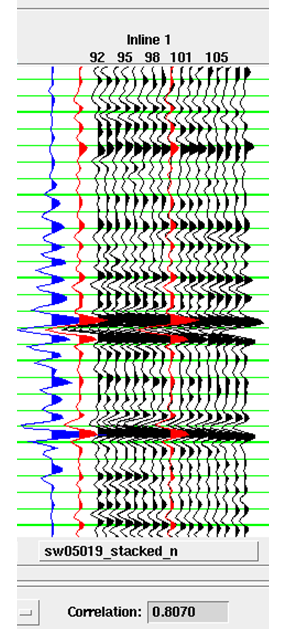 Inline 1
92 95 98 101 105
sw05019_stacked_n
Correlation: 0.8070